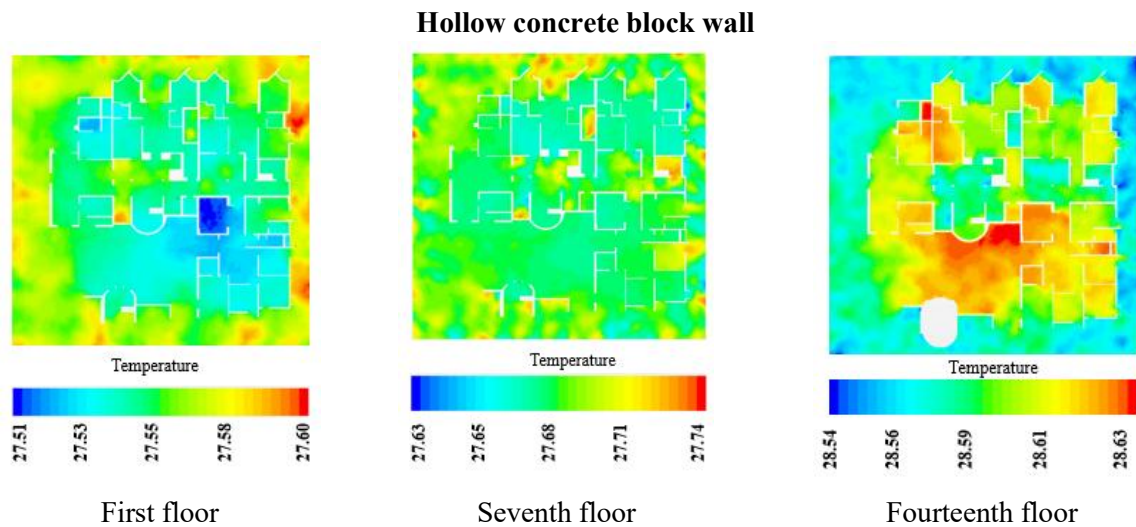 Hollow concrete block wall
Temperature Temperature Temperature
27.51 27.53 27.55 27.58 27.60
27.63 27.65 27.68 27.71 27.74
28.54 28.56 28.59 28.61 28.63
First floor Seventh floor Fourteenth floor